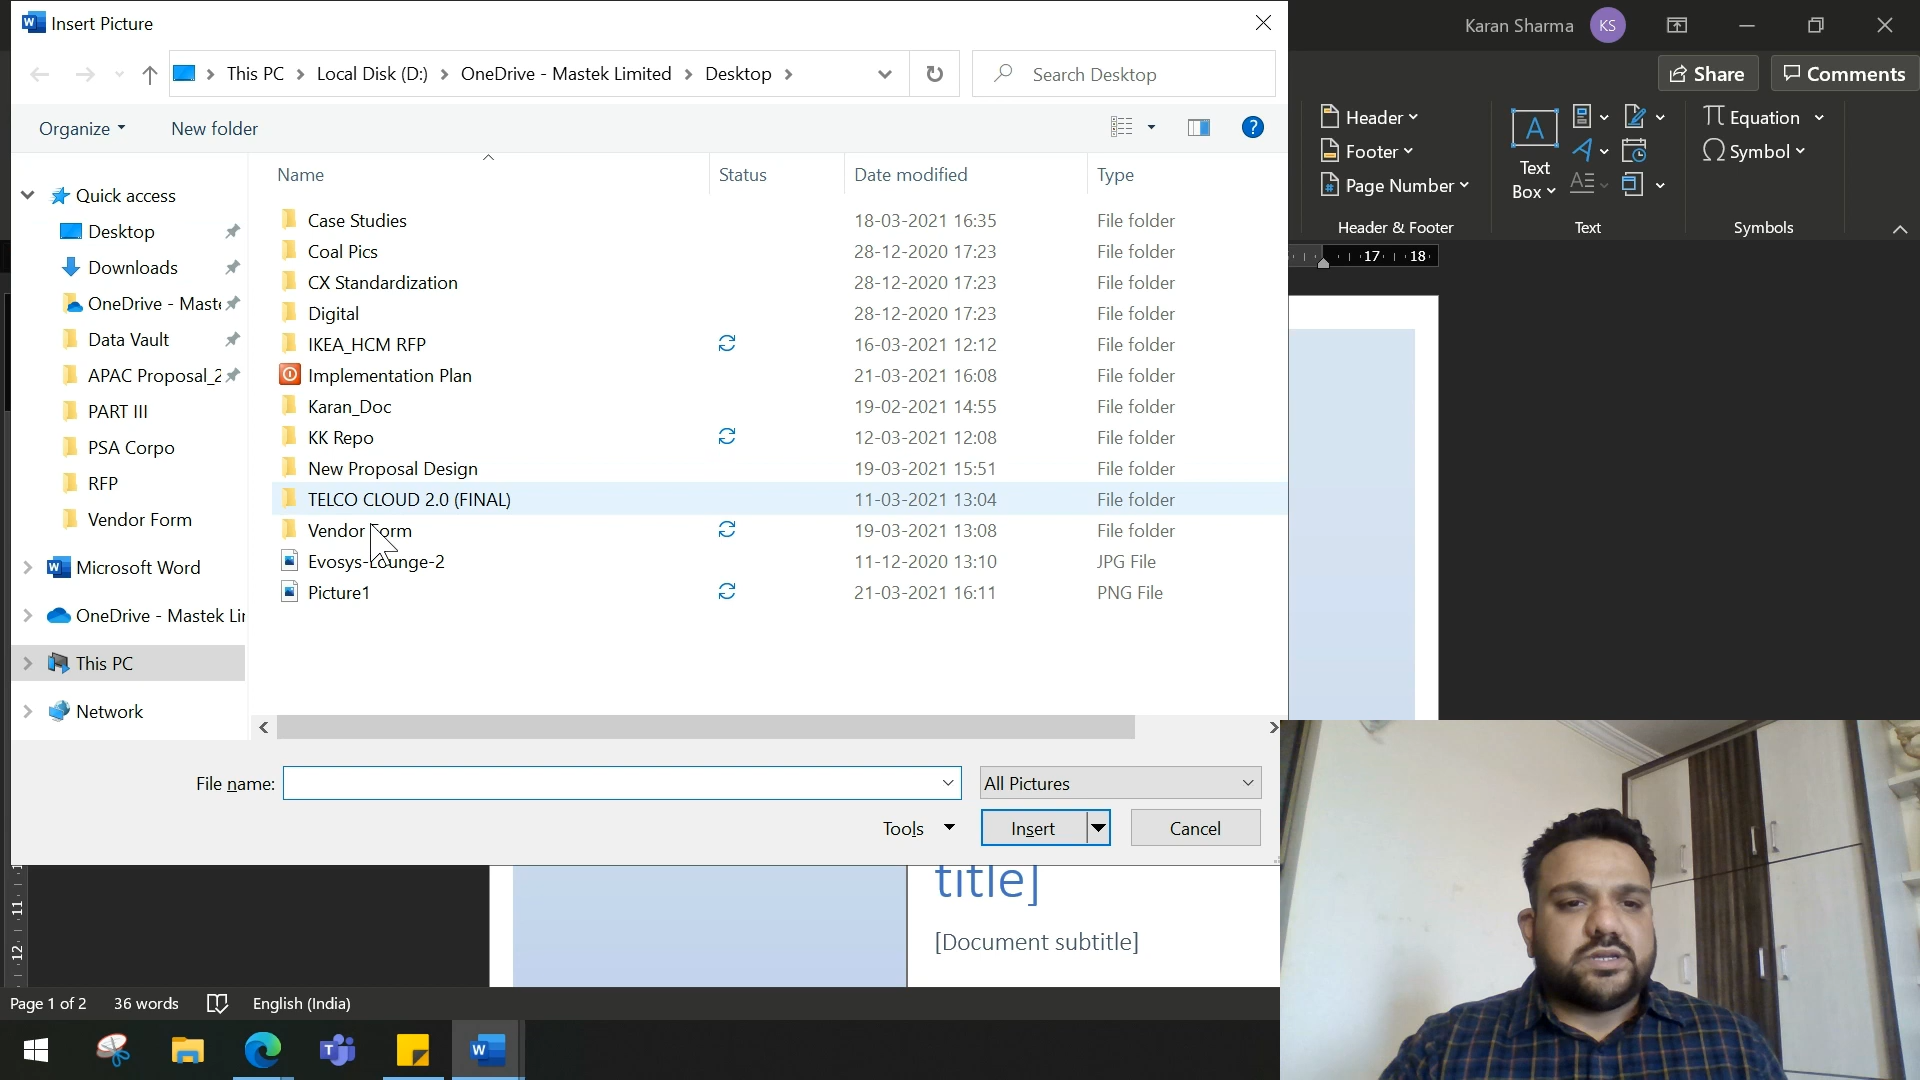 Insert Picture
Karan Sharma KS
This PC > Local Disk (D:) > OneDrive - Mastek Limited > Desktop >
Search Desktop
Share
Comments
Organize
New folder
Header
Footer
Page Number
Header & Footer
Text
Box
Text
Equation
Symbol
Symbols
17 18
Name Status Date modified Type
Case Studies 18-03-2021 16:35 File folder
Coal Pics 28-12-2020 17:23 File folder
CX Standardization 28-12-2020 17:23 File folder
Digital 28-12-2020 17:23 File folder
IKEA_HCM RFP 16-03-2021 12:12 File folder
Implementation Plan 21-03-2021 16:08 File folder
Karan_Doc 19-02-2021 14:55 File folder
KK Repo 12-03-2021 12:08 File folder
New Proposal Design 19-03-2021 15:51 File folder
TELCO CLOUD 2.0 (FINAL) 11-03-2021 13:04 File folder
Vendor Form 19-03-2021 13:08 File folder
Evosys-Lounge-2 11-12-2020 13:10 JPG File
Picture1 21-03-2021 16:11 PNG File
Quick access
Desktop
Downloads
OneDrive - Maste
Data Vault
APAC Proposal_2
PART III
PSA Corpo
RFP
Vendor Form
Microsoft Word
OneDrive - Mastek Lir
This PC
Network
File name:
All Pictures
Tools
Insert
Cancel
11
12
title]
[Document subtitle]
Page 1 of 2 36 words English (India)